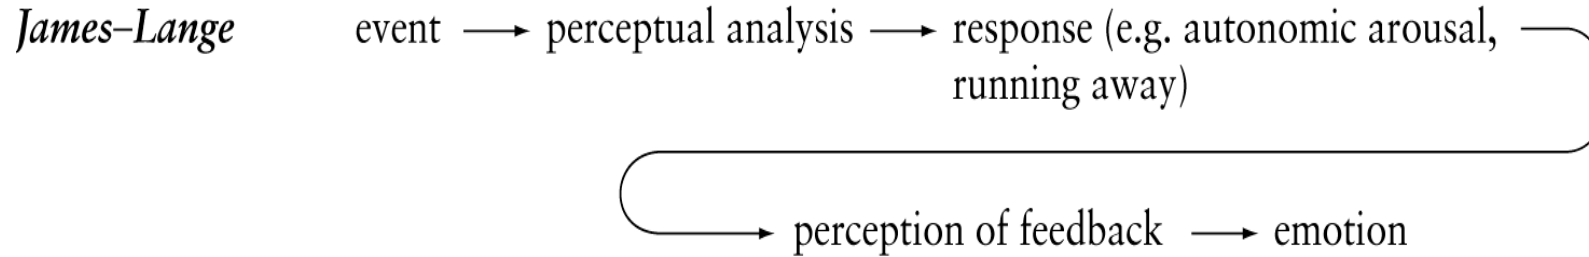 James–Lange event perceptual analysis response (e.g. autonomic arousal,
running away)
perception of feedback emotion